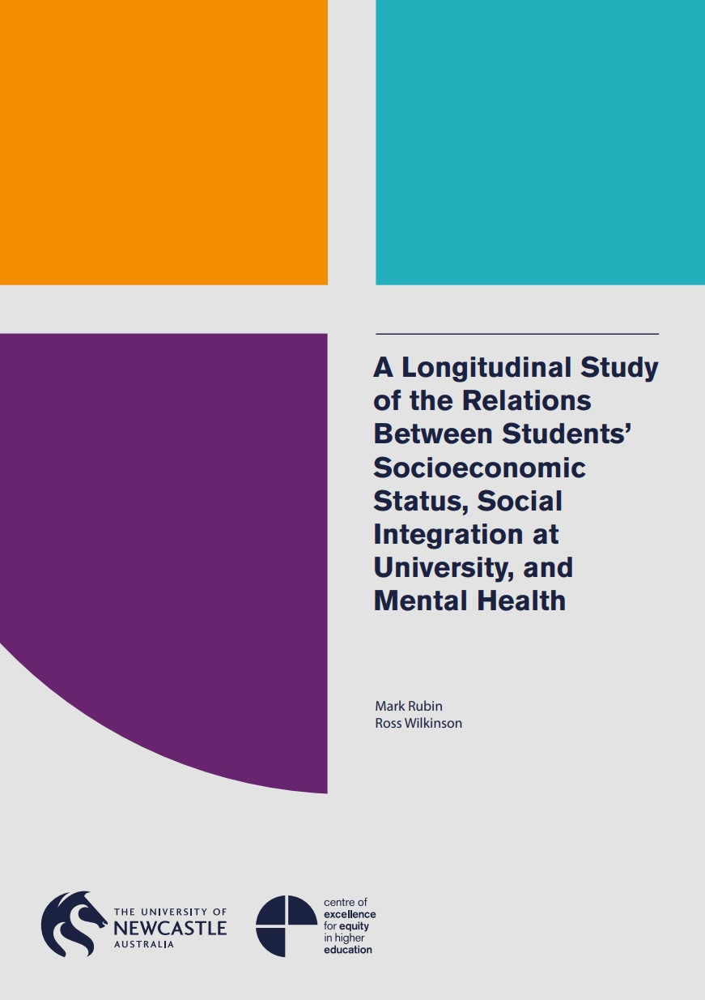 A Longitudinal Study
of the Relations
Between Students’
Socioeconomic
Status, Social
Integration at
University, and
Mental Health
Mark Rubin
Ross Wilkinson
THE UNIVERSITY OF
NEWCASTLE
AUSTRALIA
centre of
excellence
for equity
in higher
education